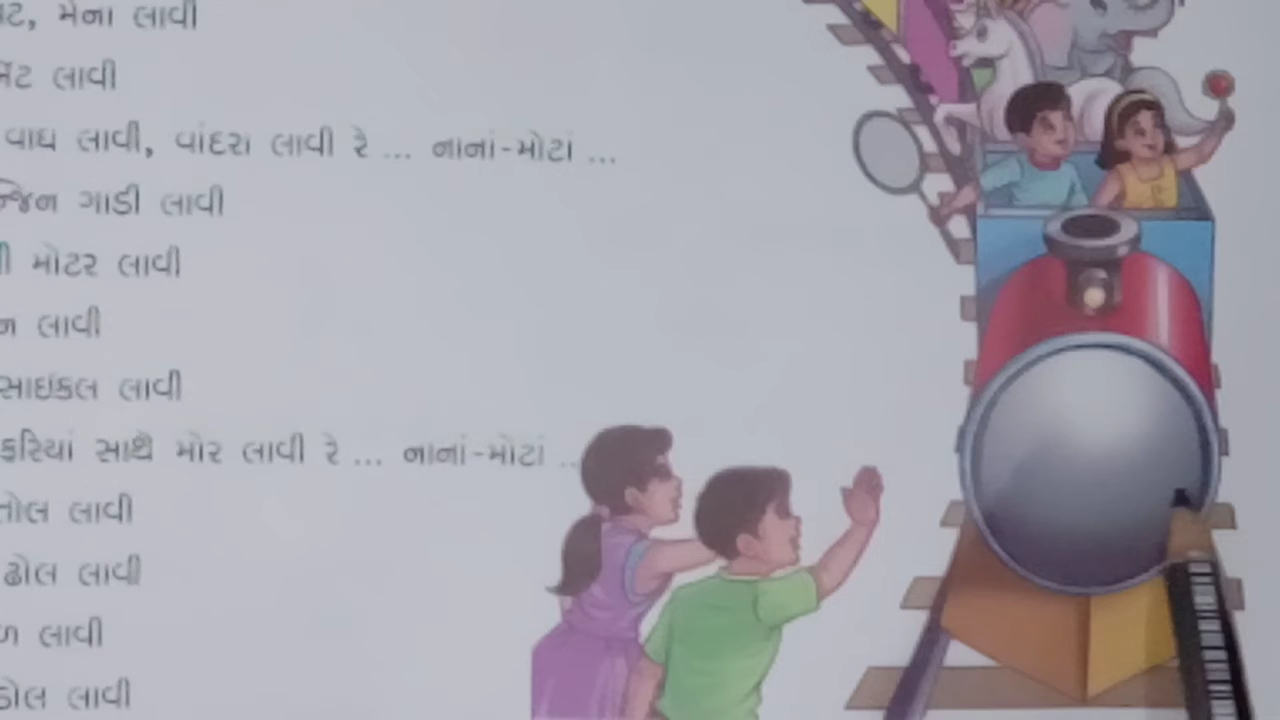 મેના લાવી
લાવી
વાઘ લાવી, વાંદરા લાવી રે ... નાનાં-મોટાં ...
ગાડી લાવી
મોટર લાવી
લાવી
સાઇકલ લાવી
સાથે મોર લાવી રે ... નાનાં-મોટાં ..
લાવી
ઢોલ લાવી
લાવી
લાવી